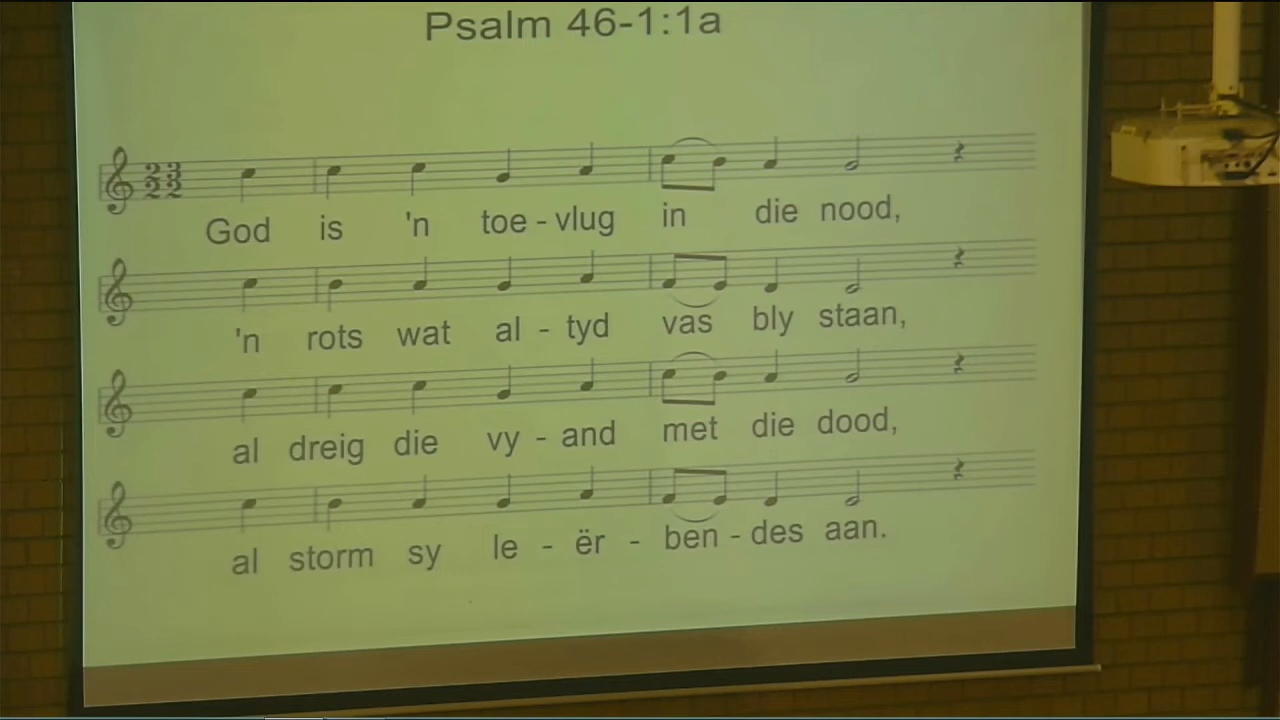 Psalm 46-1:1a
God is 'n toe - vlug in die nood,
'n rots wat al - tyd vas bly staan,
al dreig die vy - and met die dood,
al storm sy le - ër - ben - des aan.